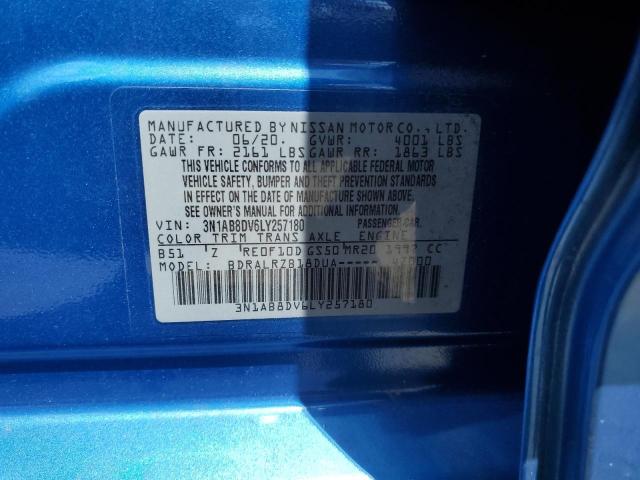 MANUFACTURED BY NISSAN MOTOR CO., LTD.
DATE: 06/20. GVWR: 4001 LBS
GAWR FR: 2161 LBS GAWR RR: 1863 LBS
THIS VEHICLE CONFORMS TO ALL APPLICABLE FEDERAL MOTOR
VEHICLE SAFETY, BUMPER AND THEFT PREVENTION STANDARDS
IN EFFECT ON THE DATE OF MANUFACTURE SHOWN ABOVE.
SEE OWNER'S MANUAL FOR ADDITIONAL INFORMATION.
VIN: 3N1AB8DV6LY257180 PASSENGER CAR
COLOR TRIM TRANS AXLE ENGINE
B51 Z RE0F10D GS50 MR20 1997 CC
MODEL: BDRALRZB18DUA-----
3N1AB8DV6LY257180